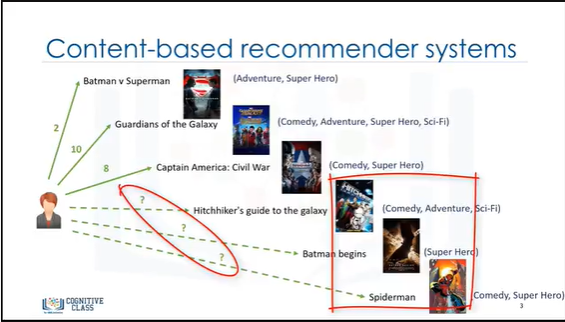 Content-based recommender systems
Batman v Superman
(Adventure, Super Hero)
2
Guardians of the Galaxy
(Comedy, Adventure, Super Hero, Sci-Fi)
10
8
Captain America: Civil War
(Comedy, Super Hero)
?
Hitchhiker's guide to the galaxy
(Comedy, Adventure, Sci-Fi)
?
Batman begins
(Super Hero)
?
Spiderman
Comedy, Super Hero)
COGNITIVE
CLASS
3